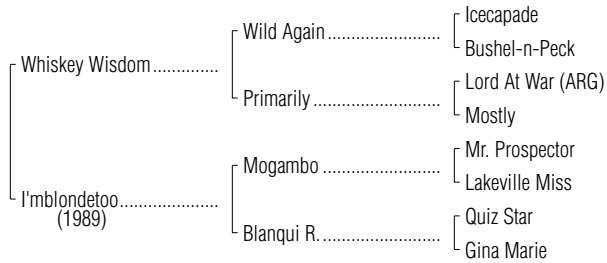 Icecapade
Wild Again ....................
Bushel-n-Peck
Whiskey Wisdom..............
Lord At War (ARG)
Primarily ......................
Mostly
Mr. Prospector
Mogambo .....................
Lakeville Miss
I'mblondetoo.....................
(1989)
Quiz Star
Blanqui R. .....................
Gina Marie